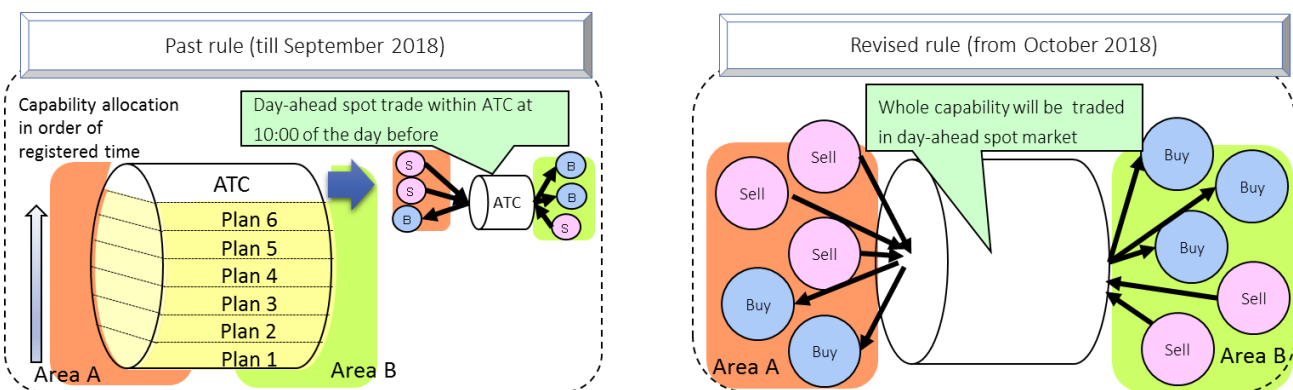 Past rule (till September 2018)
Capability allocation
in order of
registered time
Day-ahead spot trade within ATC at
10:00 of the day before
ATC
Plan 6
Plan 5
Plan 4
Plan 3
Plan 2
Plan 1
Area A
Area B
S
S
B
ATC
B
B
S
Revised rule (from October 2018)
Whole capability will be traded
in day-ahead spot market
Sell
Sell
Sell
Buy
Buy
Area A
Buy
Buy
Buy
Sell
Sell
Area B